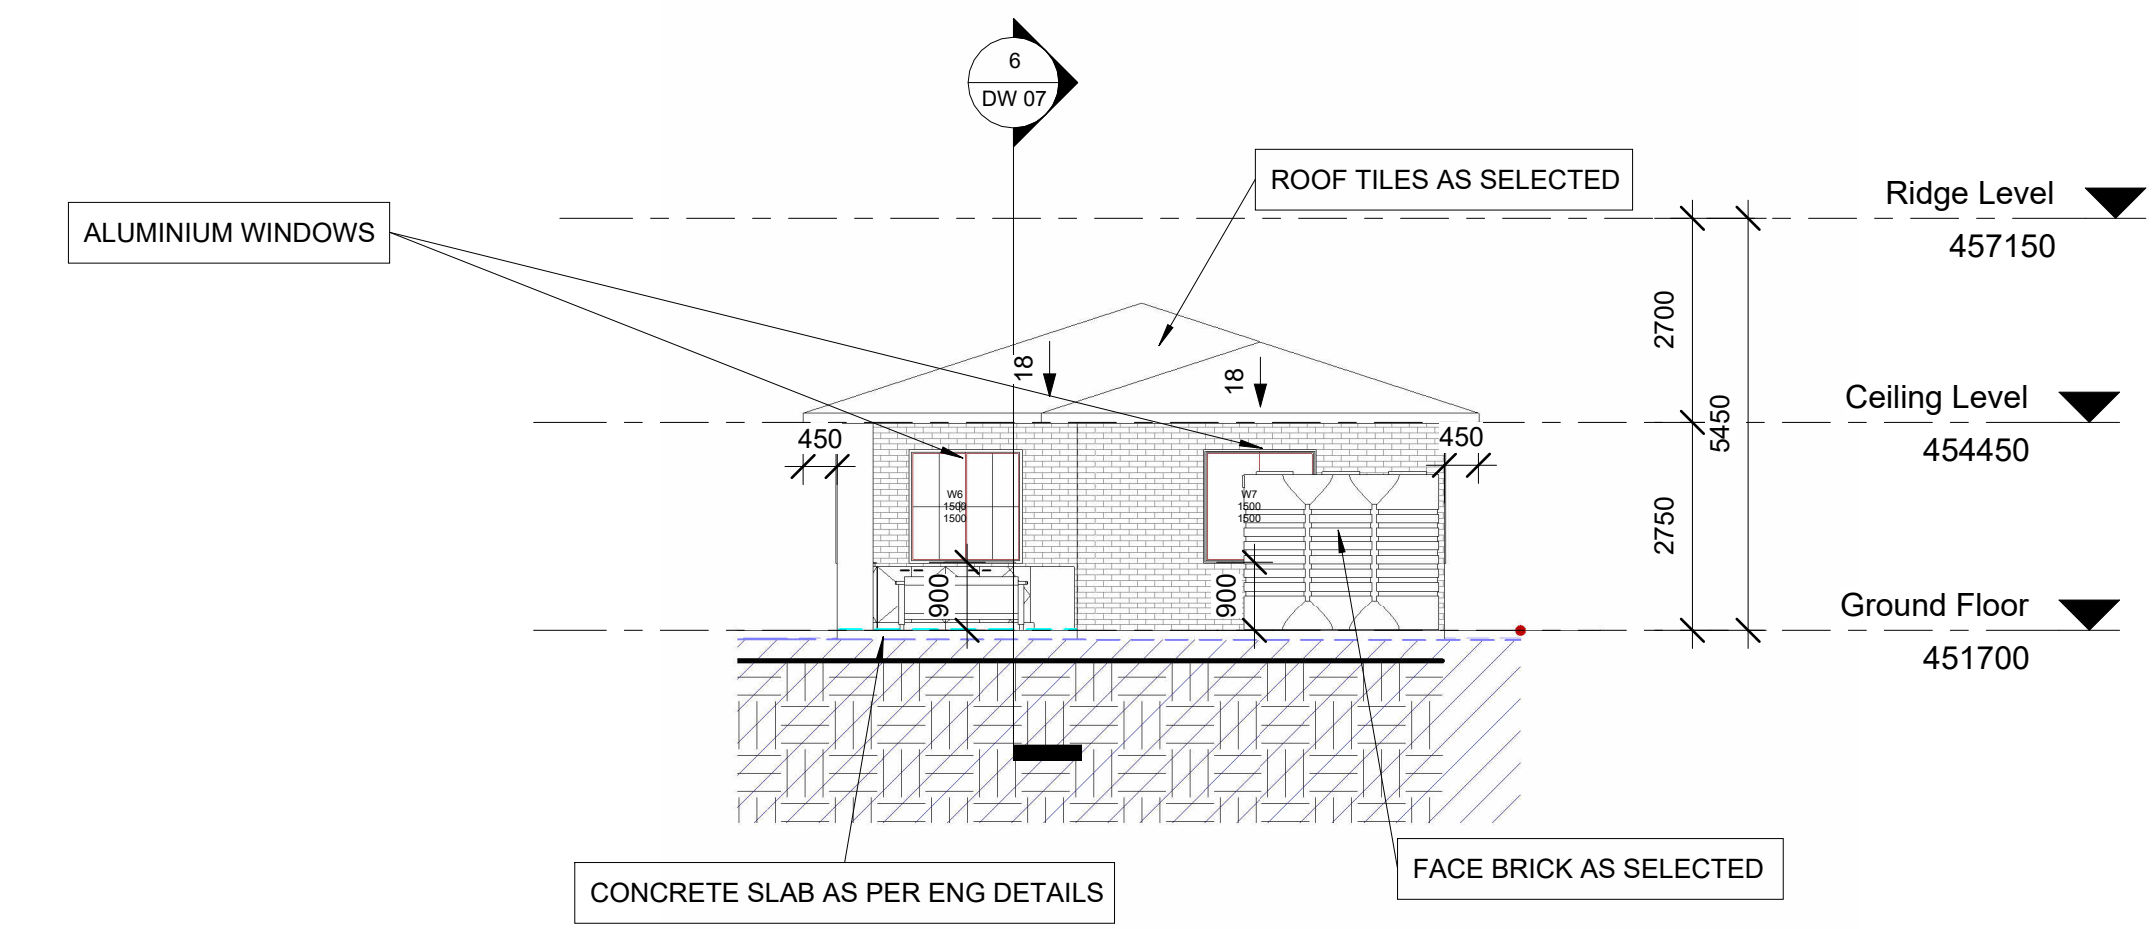 6
DW 07
ROOF TILES AS SELECTED
ALUMINIUM WINDOWS
Ridge Level
457150
2700
18
18
Ceiling Level
454450
5450
450
450
W6
1500
1500
W7
1500
1500
2750
900
900
Ground Floor
451700
CONCRETE SLAB AS PER ENG DETAILS
FACE BRICK AS SELECTED